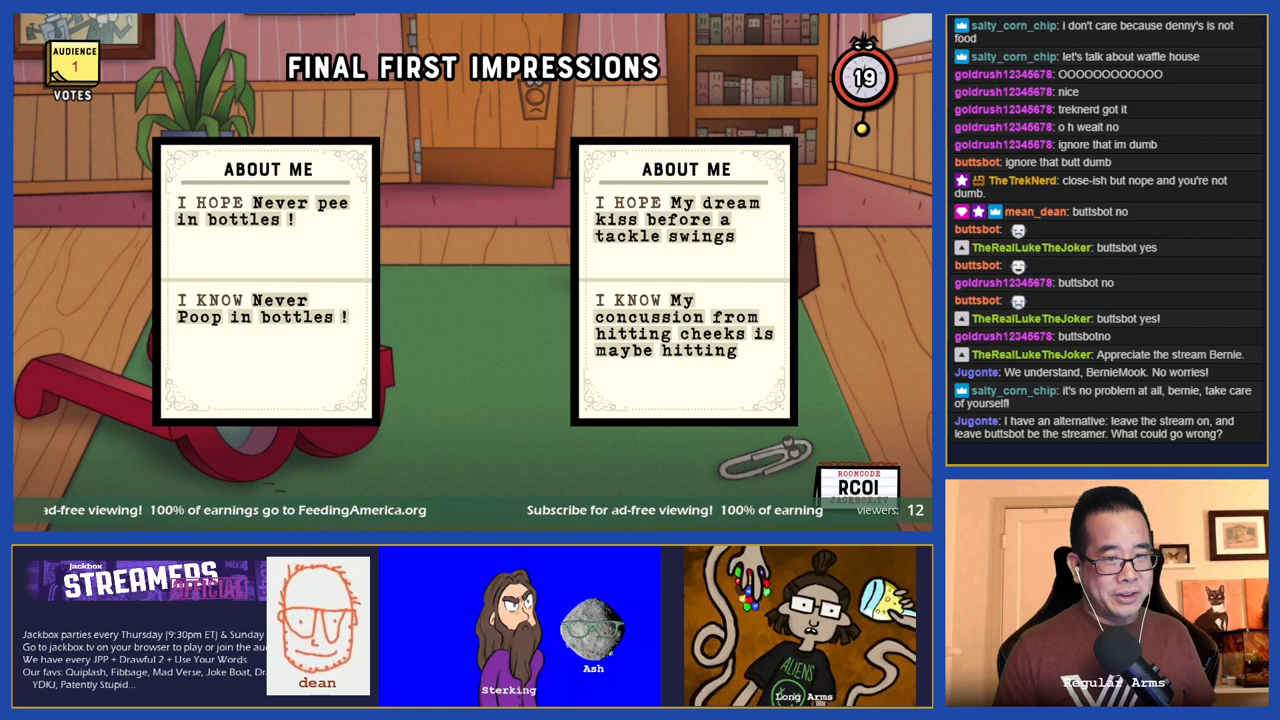 AUDIENCE
1
VOTES
FINAL FIRST IMPRESSIONS
19
ABOUT ME
I HOPE Never pee
in bottles !
I KNOW Never
Poop in bottles !
ABOUT ME
I HOPE My dream
kiss before a
tackle swings
I KNOW My
concussion from
hitting cheeks is
maybe hitting
ROOMCODE
RCOI
JACKBOX.TV
ad-free viewing! 100% of earnings go to FeedingAmerica.org
Subscribe for ad-free viewing! 100% of earning
viewers: 12
salty_corn_chip: i don't care because denny's is not
food
salty_corn_chip: let's talk about waffle house
goldrush12345678: OOOOOOOOOOOO
goldrush12345678: nice
goldrush12345678: treknerd got it
goldrush12345678: o h weait no
goldrush12345678: ignore that im dumb
buttsbot: ignore that butt dumb
TheTrekNerd: close-ish but nope and you're not
dumb.
mean_dean: buttsbot no
buttsbot:
TheRealLukeTheJoker: buttsbot yes
buttsbot:
goldrush12345678: buttsbot no
buttsbot:
TheRealLukeTheJoker: buttsbot yes!
goldrush12345678: buttsbotno
TheRealLukeTheJoker: Appreciate the stream Bernie.
Jugonte: We understand, BernieMook. No worries!
salty_corn_chip: it's no problem at all, bernie, take care
of yourself!
Jugonte: I have an alternative: leave the stream on, and
leave buttsbot be the streamer. What could go wrong?
jackbox
STREAMERS
OFFICIAL
Jackbox parties every Thursday (9:30pm ET) & Sunday
Go to jackbox.tv on your browser to play or join the au
We have every JPP + Drawful 2 + Use Your Words.
Our favs: Quiplash, Fibbage, Mad Verse, Joke Boat, Dr
YDKJ, Patently Stupid...
dean
Sterking
Ash
ALIENS
Long Arms
Regular Arms